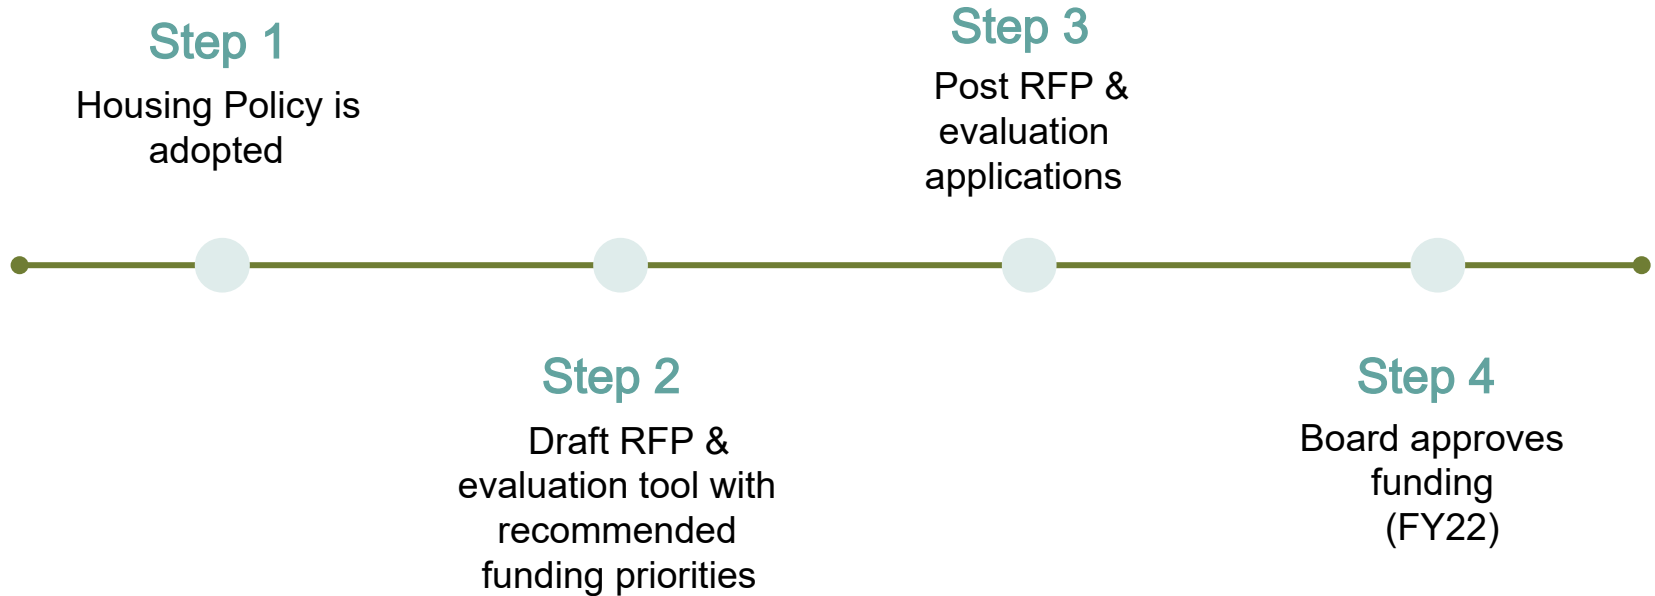 Step 1
Housing Policy is
adopted
Step 2
Draft RFP &
evaluation tool with
recommended
funding priorities
Step 3
Post RFP &
evaluation
applications
Step 4
Board approves
funding
(FY22)